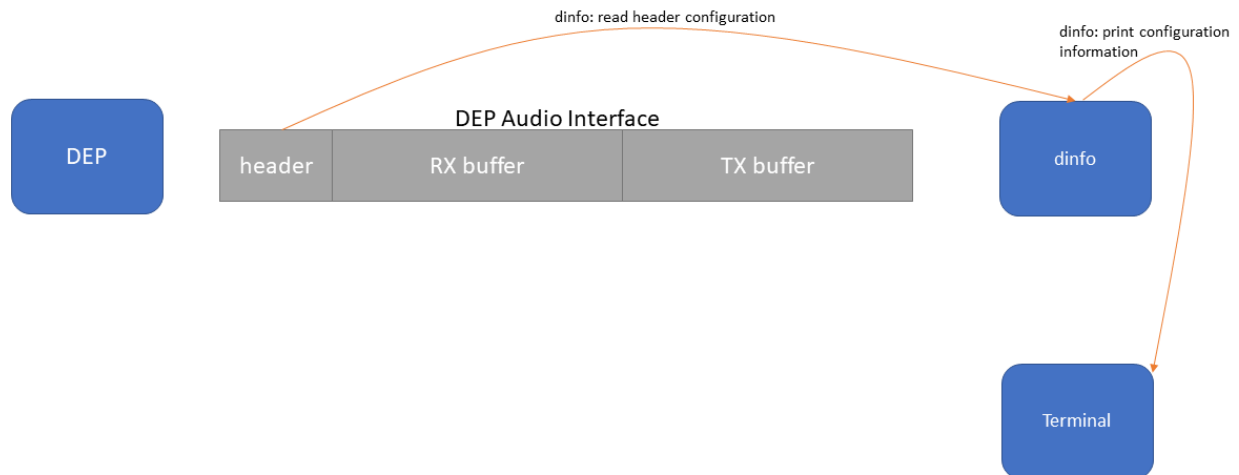 dinfo: read header configuration
dinfo: print configuration
information
DEP
DEP Audio Interface
header
RX buffer
TX buffer
dinfo
Terminal